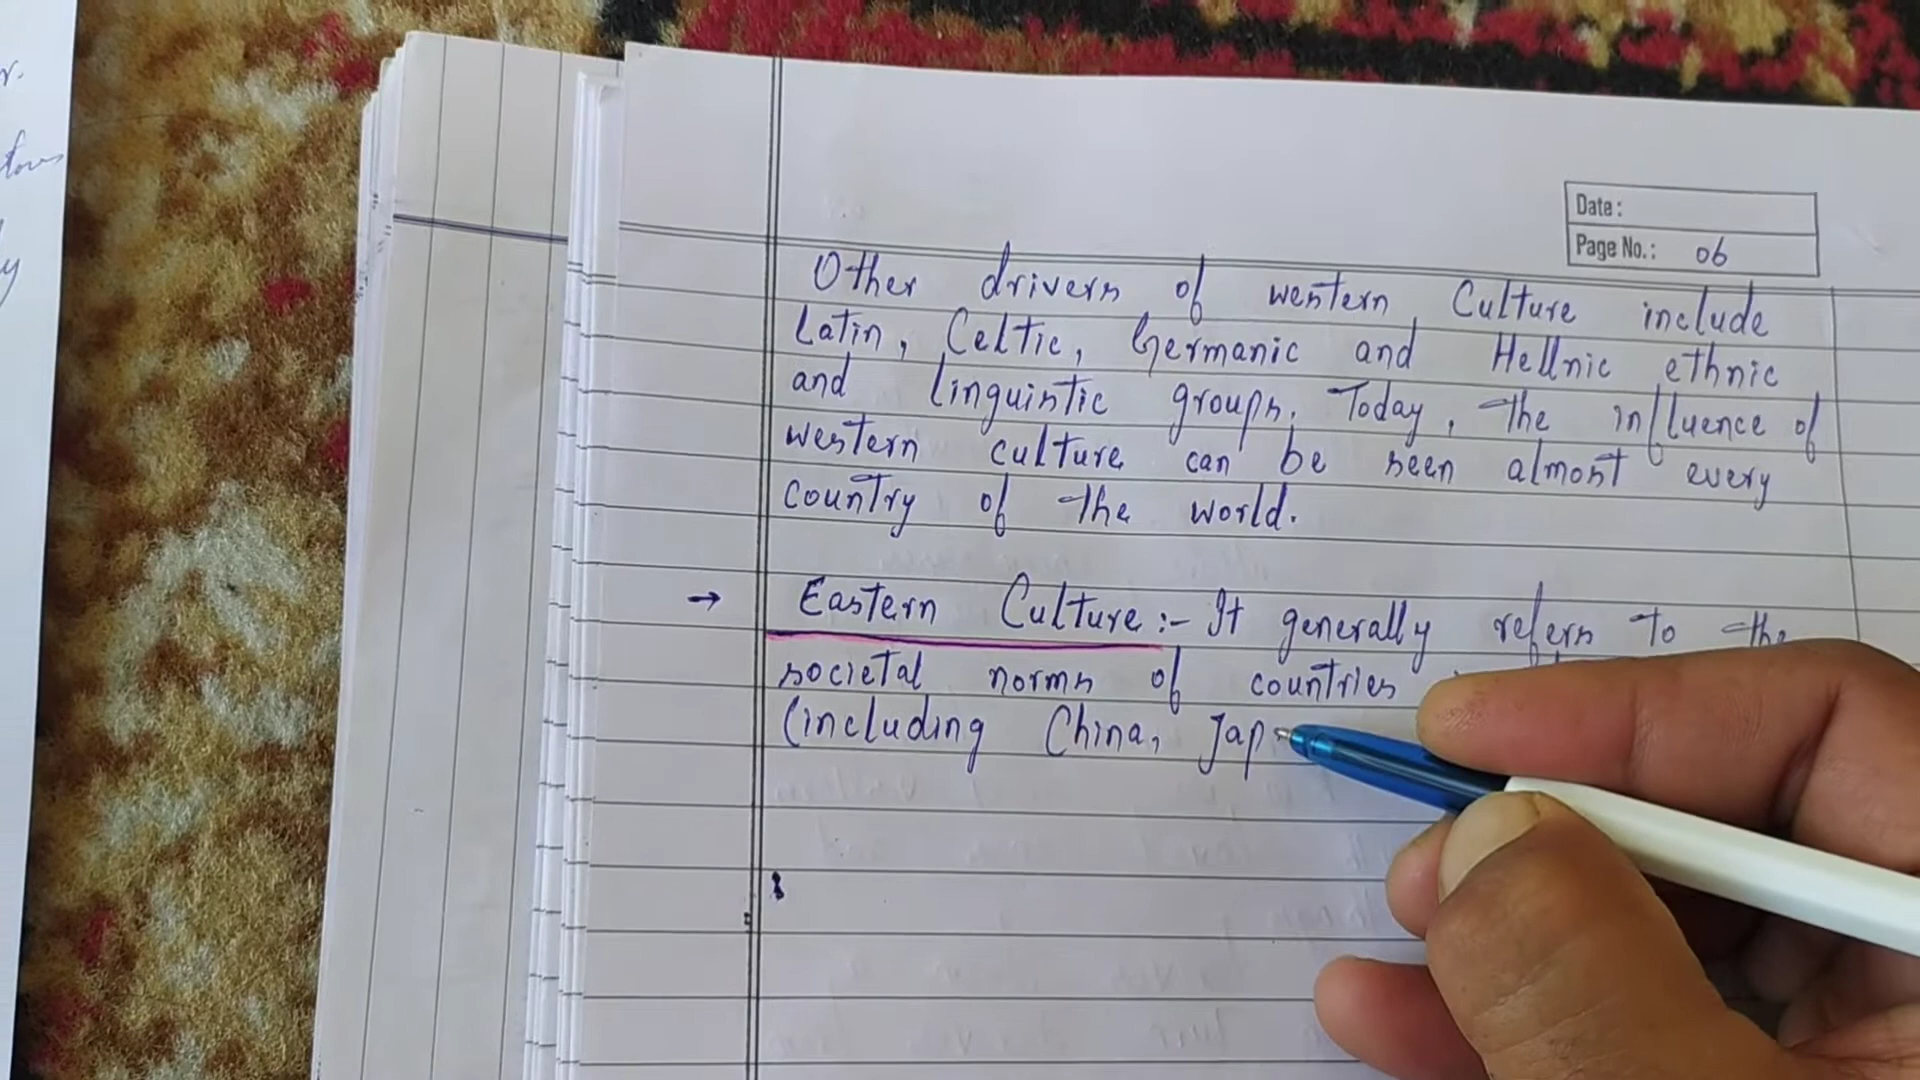 r.
Date :
Page No. : 06
Other drivers of western Culture include
Latin, Celtic, Germanic and Hellnic ethnic
and linguistic groups. Today, the influence of
western culture can be seen almost every
country of the world.
→ Eastern Culture :- It generally refers to the
societal norms of countries
(including China, Jap